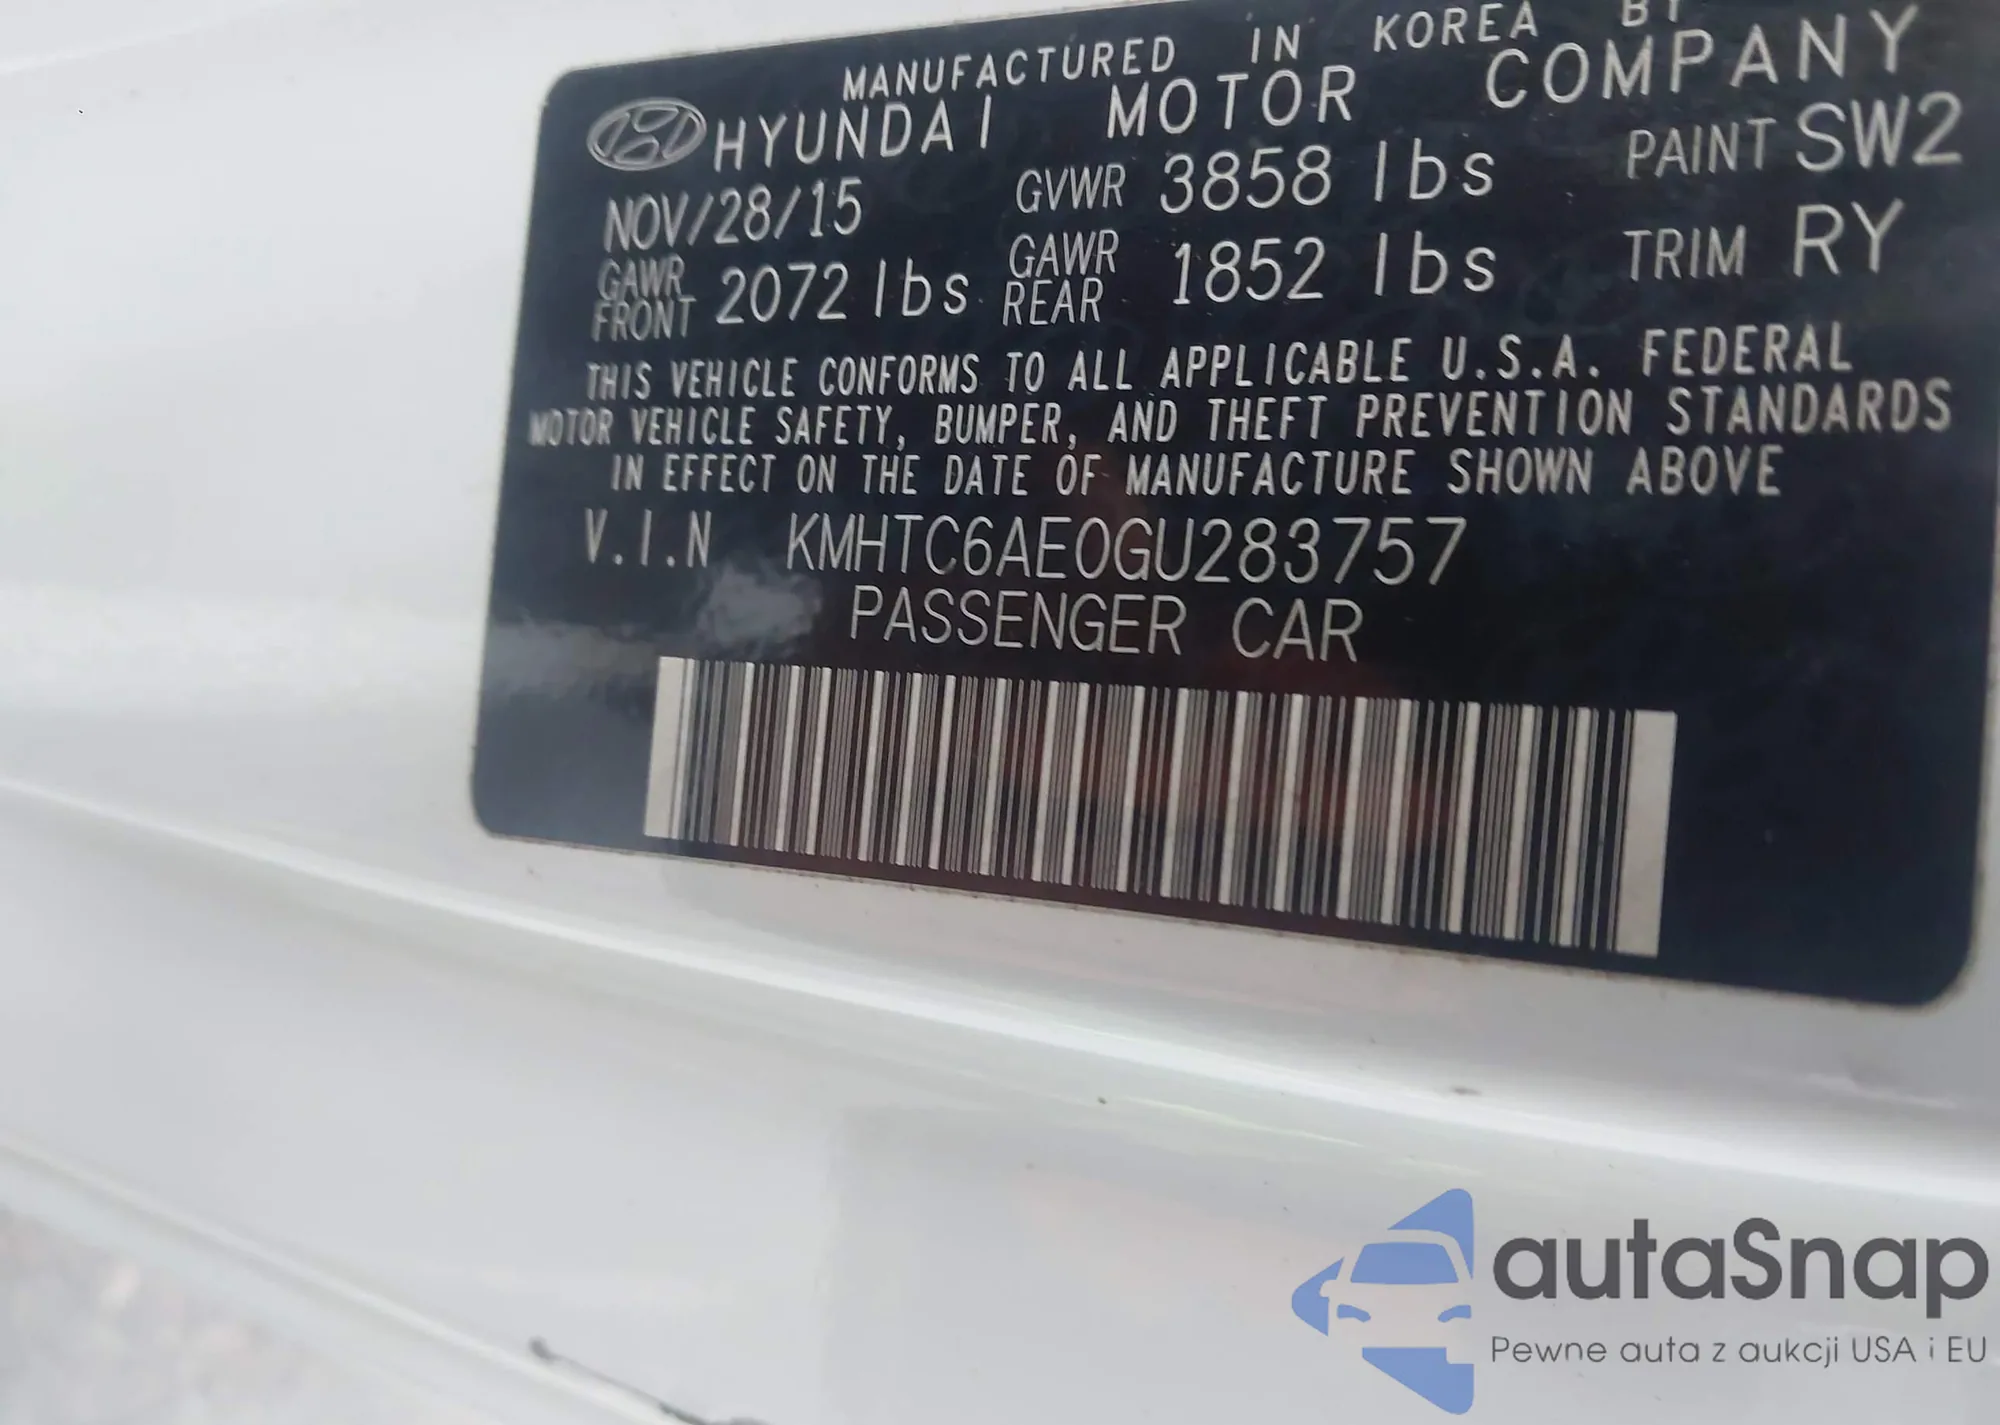 MANUFACTURED IN KOREA BY
HYUNDAI MOTOR COMPANY
NOV/28/15 GVWR 3858 lbs PAINT SW2
GAWR FRONT 2072 lbs GAWR REAR 1852 lbs TRIM RY
THIS VEHICLE CONFORMS TO ALL APPLICABLE U.S.A. FEDERAL
MOTOR VEHICLE SAFETY, BUMPER, AND THEFT PREVENTION STANDARDS
IN EFFECT ON THE DATE OF MANUFACTURE SHOWN ABOVE
V.I.N KMHTC6AE0GU283757
PASSENGER CAR
autaSnap
Pewne auta z aukcji USA i EU